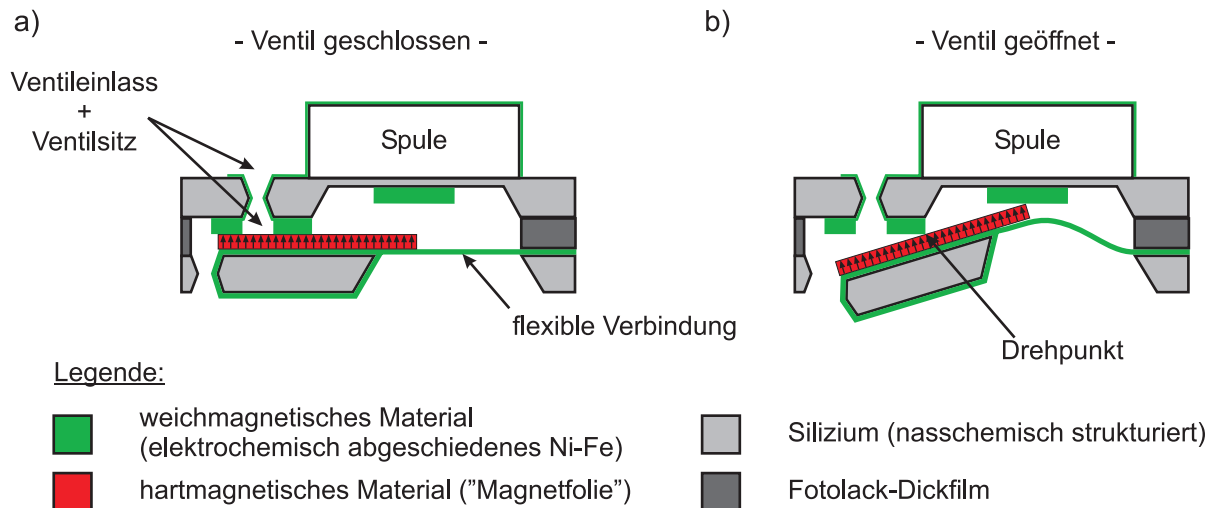 a)
- Ventil geschlossen -
b)
- Ventil geöffnet -
Ventileinlass
+
Ventilsitz
Spule
Spule
flexible Verbindung
Drehpunkt
Legende:
weichmagnetisches Material
(elektrochemisch abgeschiedenes Ni-Fe)
Silizium (nasschemisch strukturiert)
hartmagnetisches Material ("Magnetfolie")
Fotolack-Dickfilm